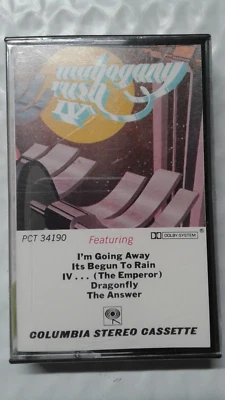 mahogany
rush
IV
PCT 34190
Featuring
DOLBY SYSTEM
I'm Going Away
Its Begun To Rain
IV... (The Emperor)
Dragonfly
The Answer
COLUMBIA STEREO CASSETTE